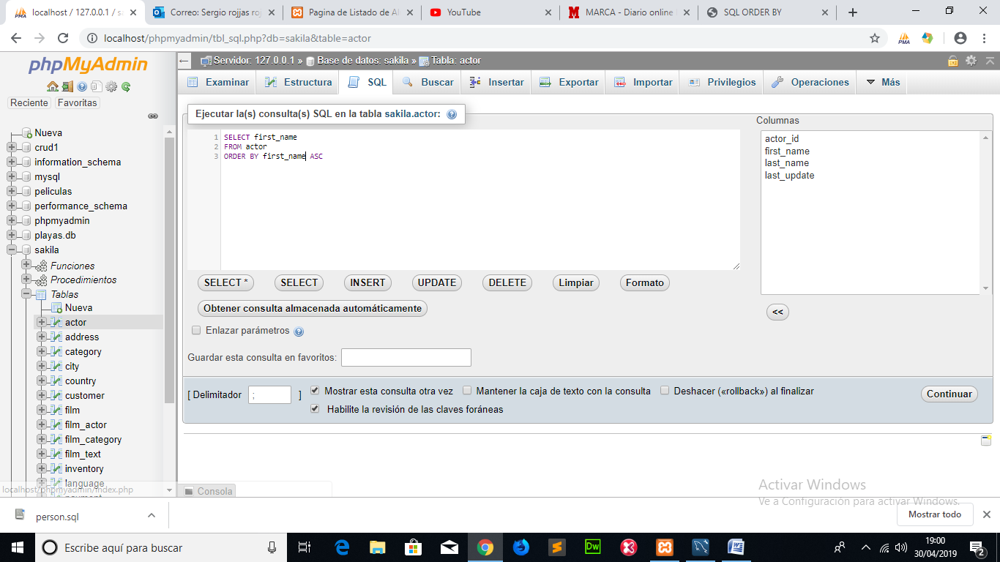 localhost / 127.0.0.1 / sa
Correo: Sergio rojjas roj
Pagina de Listado de Al
YouTube
MARCA - Diario online
SQL ORDER BY
localhost/phpmyadmin/tbl_sql.php?db=sakila&table=actor
phpMyAdmin
Reciente
Favoritas
Nueva
crud1
information_schema
mysql
peliculas
performance_schema
phpmyadmin
playas.db
sakila
Funciones
Procedimientos
Tablas
Nueva
actor
address
category
city
country
customer
film
film_actor
film_category
film_text
inventory
language
payment
localhost/phpmyadmin/index.php
Servidor: 127.0.0.1 » Base de datos: sakila » Tabla: actor
Examinar
Estructura
SQL
Buscar
Insertar
Exportar
Importar
Privilegios
Operaciones
Más
Ejecutar la(s) consulta(s) SQL en la tabla sakila.actor:
1 SELECT first_name
2 FROM actor
3 ORDER BY first_name ASC
Columnas
actor_id
first_name
last_name
last_update
SELECT *
SELECT
INSERT
UPDATE
DELETE
Limpiar
Formato
Obtener consulta almacenada automáticamente
<<
Enlazar parámetros
Guardar esta consulta en favoritos:
[ Delimitador ; ]
Mostrar esta consulta otra vez
Mantener la caja de texto con la consulta
Deshacer («rollback») al finalizar
Habilite la revisión de las claves foráneas
Continuar
Consola
Activar Windows
Ve a Configuración para activar Windows.
person.sql
Mostrar todo
Escribe aquí para buscar
19:00
30/04/2019
2